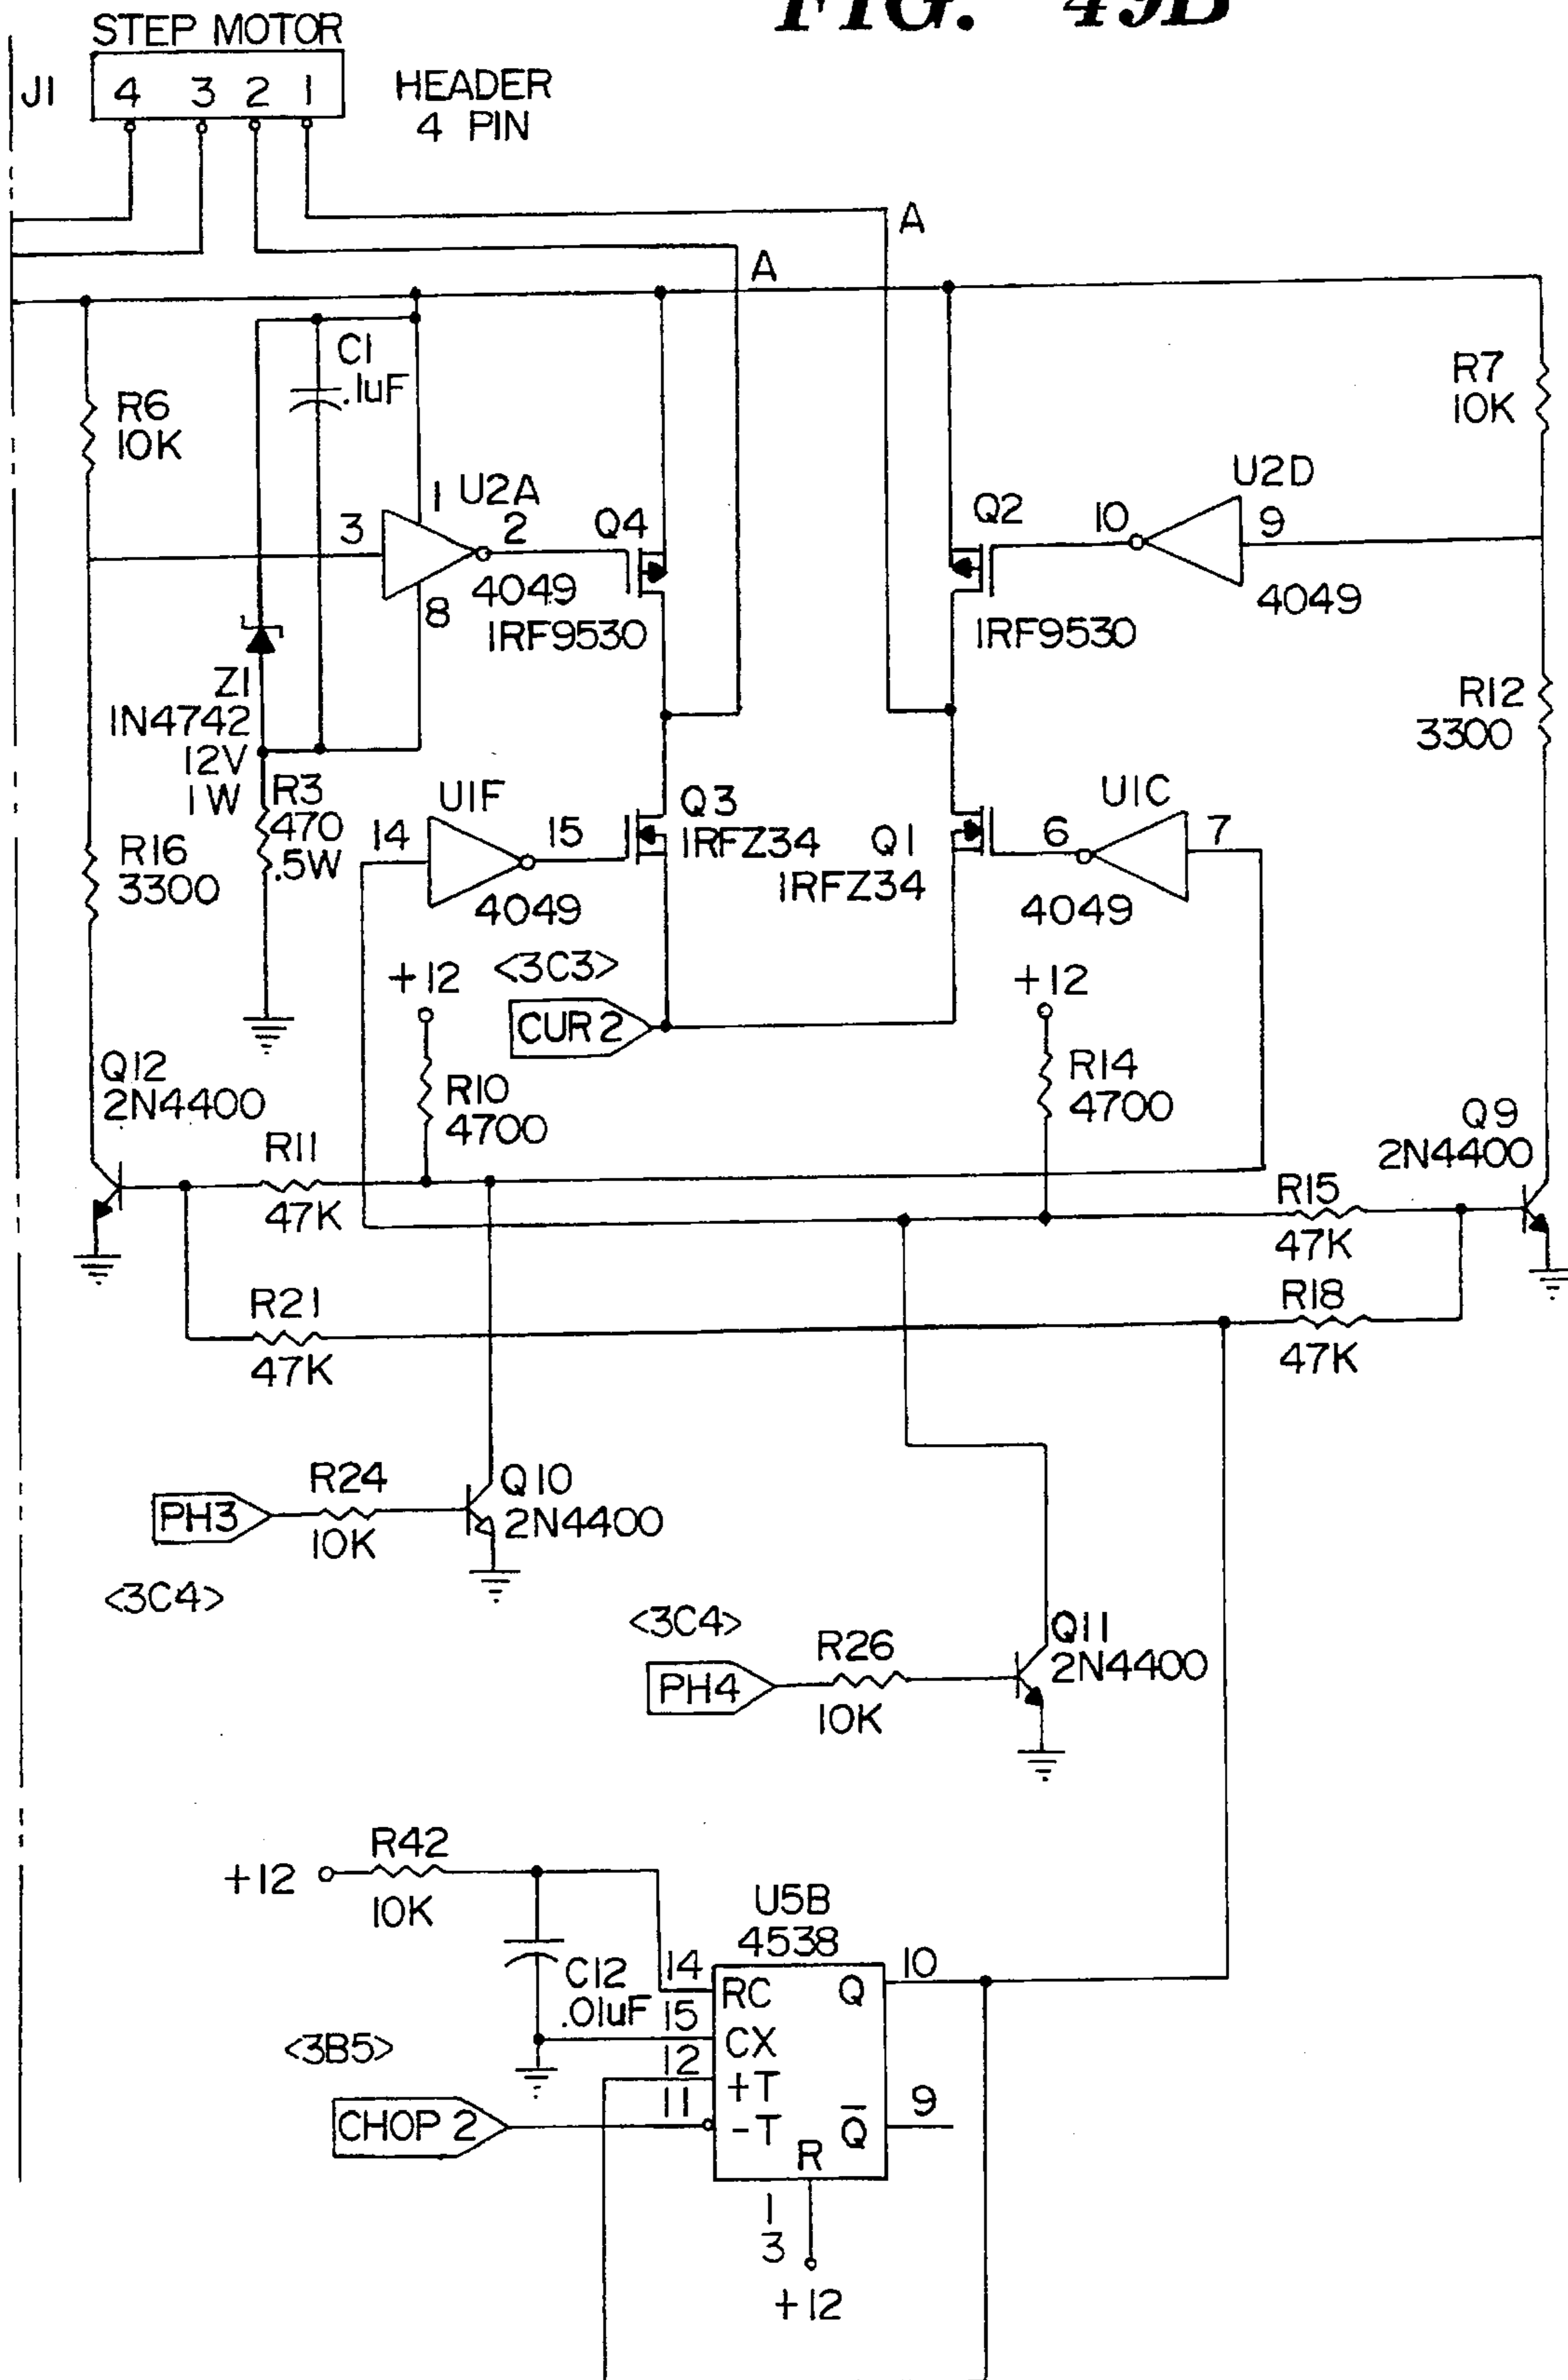 FIG. 49B
STEP MOTOR
J1
4 3 2 1
HEADER
4 PIN
A
A
C1
.1uF
R6
10K
R7
10K
1
U2A
3
2
4049
8
Q4
IRF9530
Q2
IRF9530
10
U2D
9
4049
Z1
1N4742
12V
1W
R3
470
.5W
R12
3300
R16
3300
U1F
14
15
4049
Q3
IRFZ34
Q1
IRFZ34
U1C
6
7
4049
+12
<3C3>
CUR2
+12
Q12
2N4400
R10
4700
R14
4700
Q9
2N4400
R11
47K
R15
47K
R21
47K
R18
47K
PH3
R24
10K
Q10
2N4400
<3C4>
<3C4>
PH4
R26
10K
Q11
2N4400
+12
R42
10K
C12
.01uF
U5B
4538
14
RC
Q
10
15
CX
12
+T
11
-T
Q̅
9
R
<3B5>
CHOP 2
1
3
+12